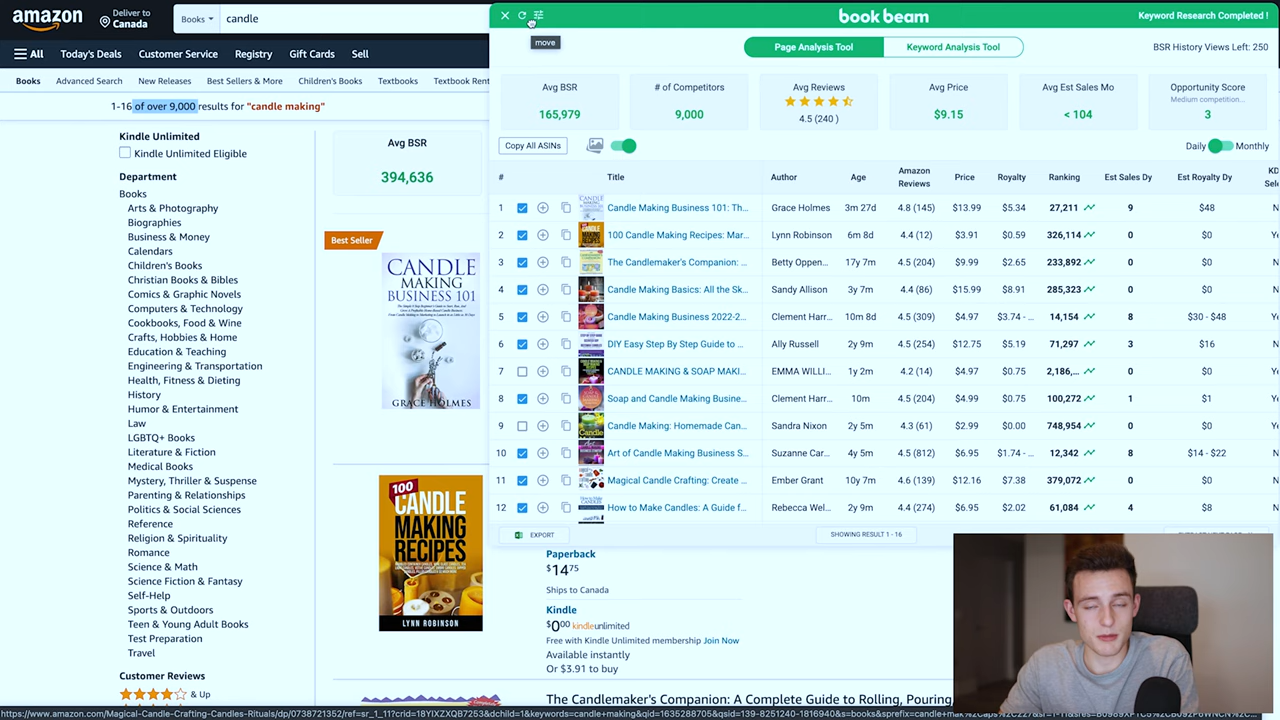 amazon
Deliver to
Canada
Books
candle
All
Today's Deals
Customer Service
Registry
Gift Cards
Sell
Books
Advanced Search
New Releases
Best Sellers & More
Children's Books
Textbooks
Textbook Rent
1-16 of over 9,000 results for "candle making"
Kindle Unlimited
Kindle Unlimited Eligible
Department
Books
Arts & Photography
Biographies
Business & Money
Calendars
Children's Books
Christian Books & Bibles
Comics & Graphic Novels
Computers & Technology
Cookbooks, Food & Wine
Crafts, Hobbies & Home
Education & Teaching
Engineering & Transportation
Health, Fitness & Dieting
History
Humor & Entertainment
Law
LGBTQ+ Books
Literature & Fiction
Medical Books
Mystery, Thriller & Suspense
Parenting & Relationships
Politics & Social Sciences
Reference
Religion & Spirituality
Romance
Science & Math
Science Fiction & Fantasy
Self-Help
Sports & Outdoors
Teen & Young Adult Books
Test Preparation
Travel
Customer Reviews
& Up
Avg BSR
394,636
Best Seller
CANDLE
MAKING
BUSINESS 101
GRACE HOLMES
100
CANDLE
MAKING
RECIPES
LYNN ROBINSON
move
book beam
Keyword Research Completed !
Page Analysis Tool
Keyword Analysis Tool
BSR History Views Left: 250
Avg BSR
165,979
# of Competitors
9,000
Avg Reviews
4.5 (240 )
Avg Price
$9.15
Avg Est Sales Mo
< 104
Opportunity Score
Medium competition...
3
Copy All ASINs
Daily
Monthly
# Title Author Age Amazon Reviews Price Royalty Ranking Est Sales Dy Est Royalty Dy KD Sel
1 Candle Making Business 101: Th... Grace Holmes 3m 27d 4.8 (145) $13.99 $5.34 27,211 9 $48 N
2 100 Candle Making Recipes: Mar... Lynn Robinson 6m 8d 4.4 (12) $3.91 $0.59 326,114 0 $0 Ye
3 The Candlemaker's Companion: ... Betty Oppen... 17y 7m 4.5 (204) $9.99 $2.65 233,892 0 $0 N
4 Candle Making Basics: All the Sk... Sandy Allison 3y 7m 4.4 (86) $15.99 $8.91 285,323 0 $0 N
5 Candle Making Business 2022-2... Clement Harr... 10m 8d 4.5 (309) $4.97 $3.74 - ... 14,154 8 $30 - $48 N
6 DIY Easy Step By Step Guide to ... Ally Russell 2y 9m 4.5 (254) $12.75 $5.19 71,297 3 $16 N
7 CANDLE MAKING & SOAP MAKI... EMMA WILLI... 1y 2m 4.2 (14) $4.97 $0.75 2,186,... 0 $0 N
8 Soap and Candle Making Busine... Clement Harr... 10m 4.5 (204) $4.99 $0.75 100,272 1 $1 N
9 Candle Making: Homemade Can... Sandra Nixon 2y 5m 4.3 (61) $2.99 $0.00 748,954 0 $0 N
10 Art of Candle Making Business S... Suzanne Car... 4y 5m 4.5 (812) $6.95 $1.74 - ... 12,342 8 $14 - $22 N
11 Magical Candle Crafting: Create ... Ember Grant 10y 7m 4.6 (139) $12.16 $7.38 379,072 0 $0 N
12 How to Make Candles: A Guide f... Rebecca Wel... 2y 9m 4.4 (274) $6.95 $2.02 61,084 4 $8 N
EXPORT
SHOWING RESULT 1 - 16
Paperback
$14 75
Ships to Canada
Kindle
$0 00 kindleunlimited
Free with Kindle Unlimited membership Join Now
Available instantly
Or $3.91 to buy
The Candlemaker's Companion: A Complete Guide to Rolling, Pouring